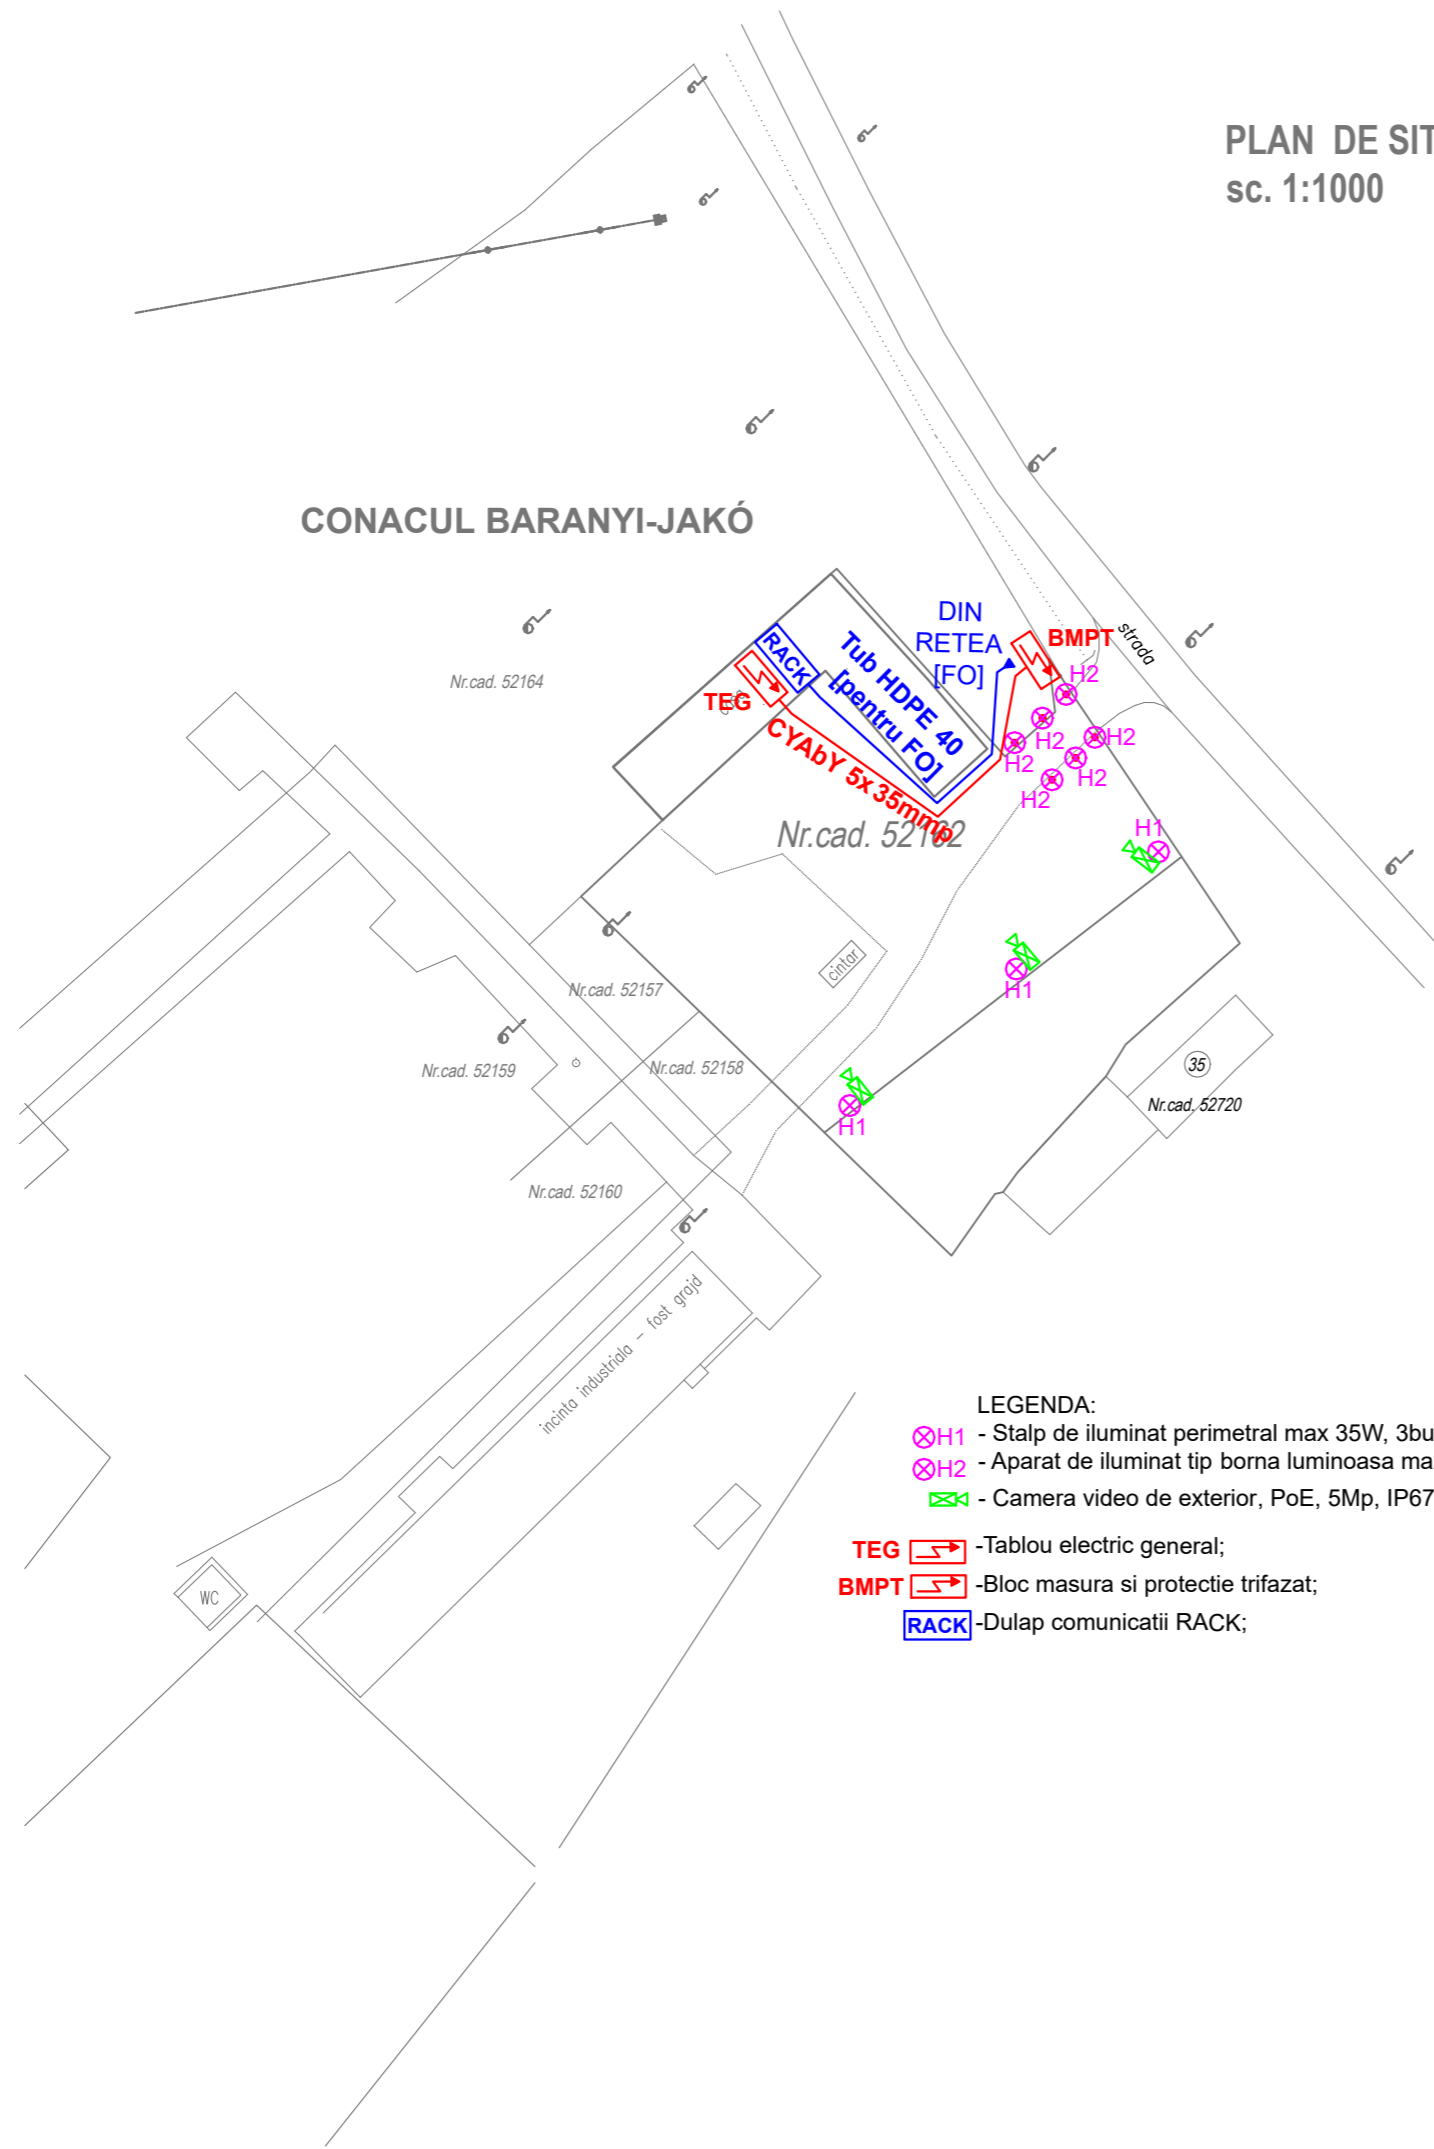 PLAN DE SIT
sc. 1:1000
CONACUL BARANYI-JAKÓ
DIN
RETEA
[FO]
BMPT
strada
RACK
Tub HDPE 40
[pentru FO]
Nr.cad. 52164
TEG
H2
H2
H2
H2
H2
H2
CYAbY 5x35mmp
Nr.cad. 52162
H1
cintar
Nr.cad. 52157
H1
Nr.cad. 52159
Nr.cad. 52158
35
Nr.cad. 52720
H1
Nr.cad. 52160
incinta industriala - fost grajd
LEGENDA:
H1 - Stalp de iluminat perimetral max 35W, 3bu
H2 - Aparat de iluminat tip borna luminoasa ma
- Camera video de exterior, PoE, 5Mp, IP67
TEG -Tablou electric general;
BMPT -Bloc masura si protectie trifazat;
WC
RACK -Dulap comunicatii RACK;